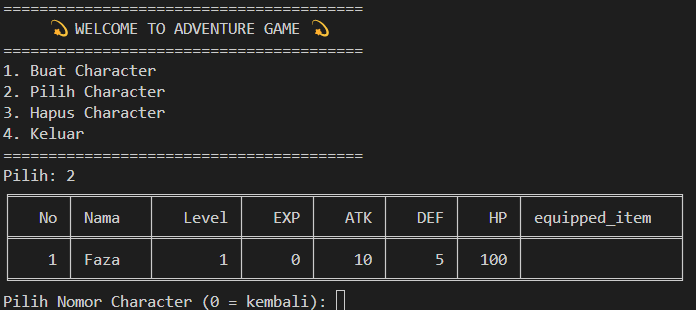 ========================================
💫 WELCOME TO ADVENTURE GAME 💫
========================================
1. Buat Character
2. Pilih Character
3. Hapus Character
4. Keluar
========================================
Pilih: 2
No Nama Level EXP ATK DEF HP equipped_item
1 Faza 1 0 10 5 100
Pilih Nomor Character (0 = kembali):